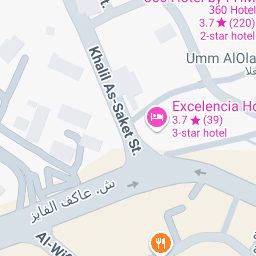 360 Hotel
3.7 ★ (220)
2-star hotel
Umm AlOla
Khalil As-Saket St.
Excelencia Ho
3.7 ★ (39)
3-star hotel
ش. عاكف الفايز